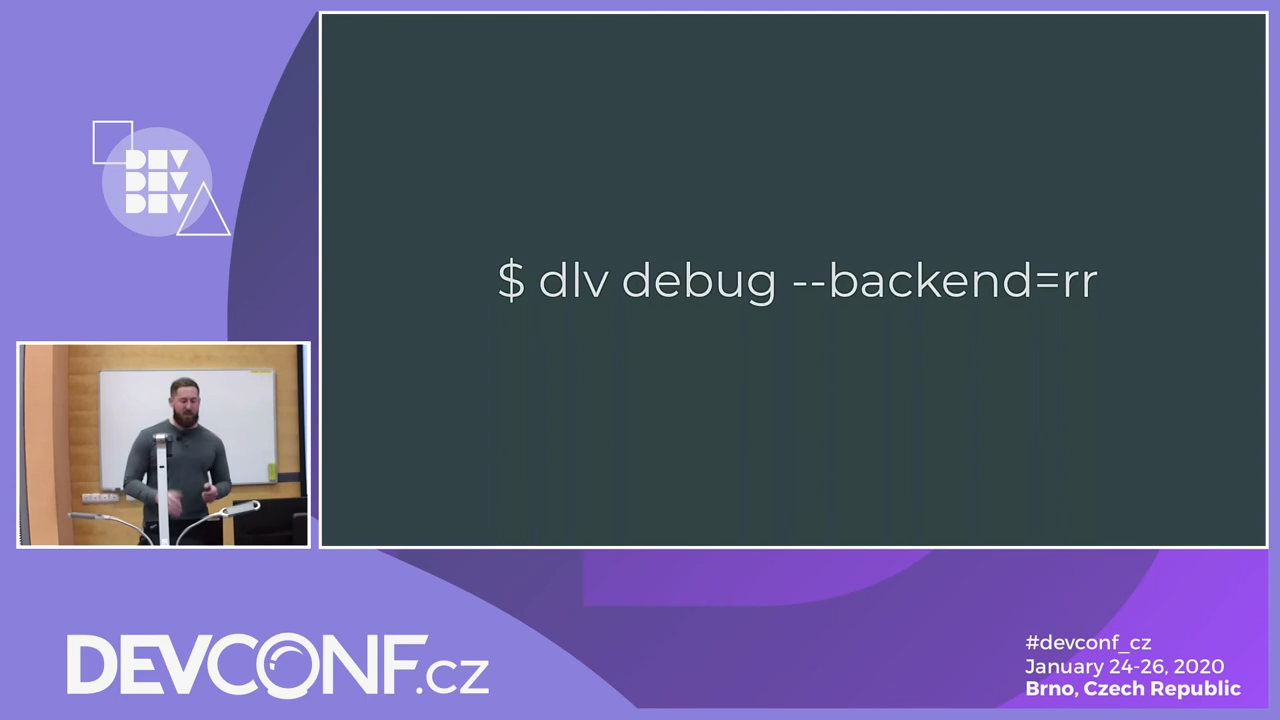 DEV
DEV
DEV
$ dlv debug --backend=rr
DEVCONF.cz
#devconf_cz
January 24-26, 2020
Brno, Czech Republic